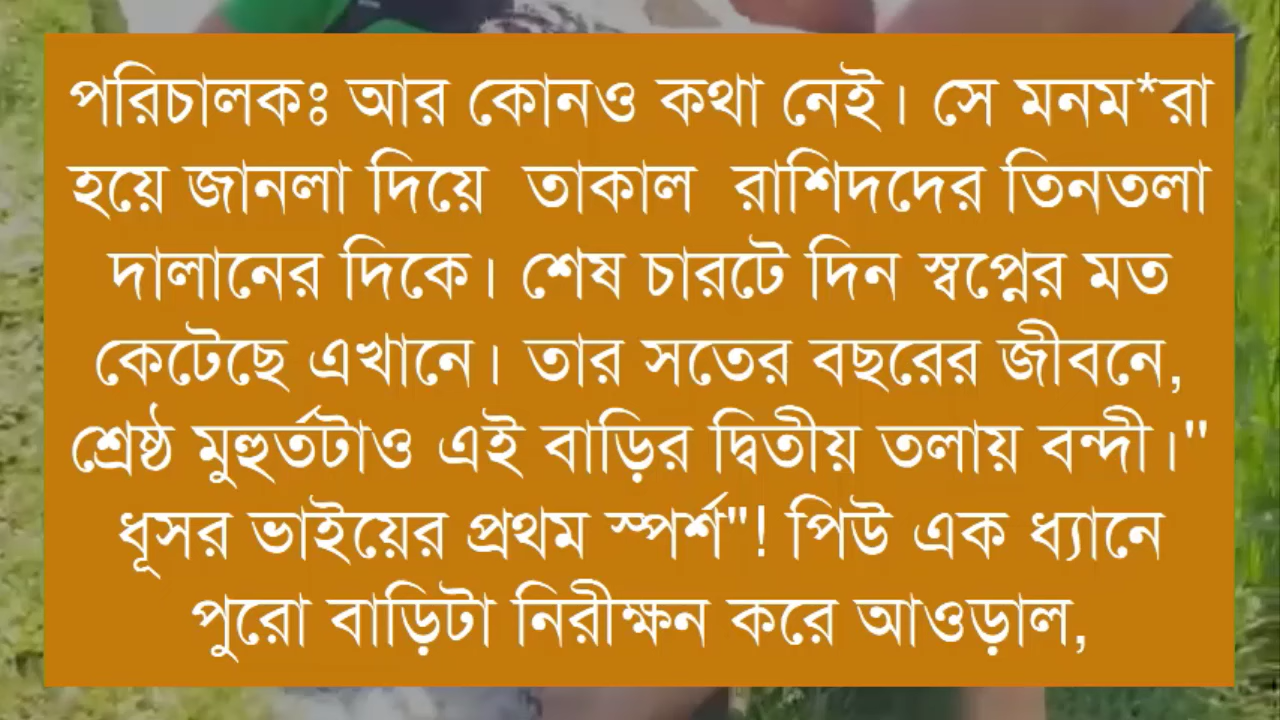 পরিচালকঃ আর কোনও কথা নেই। সে মনম*রা
হয়ে জানলা দিয়ে তাকাল রাশিদদের তিনতলা
দালানের দিকে। শেষ চারটে দিন স্বপ্নের মত
কেটেছে এখানে। তার সতের বছরের জীবনে,
শ্রেষ্ঠ মুহুর্তটাও এই বাড়ির দ্বিতীয় তলায় বন্দী।"
ধূসর ভাইয়ের প্রথম স্পর্শ"! পিউ এক ধ্যানে
পুরো বাড়িটা নিরীক্ষন করে আওড়াল,